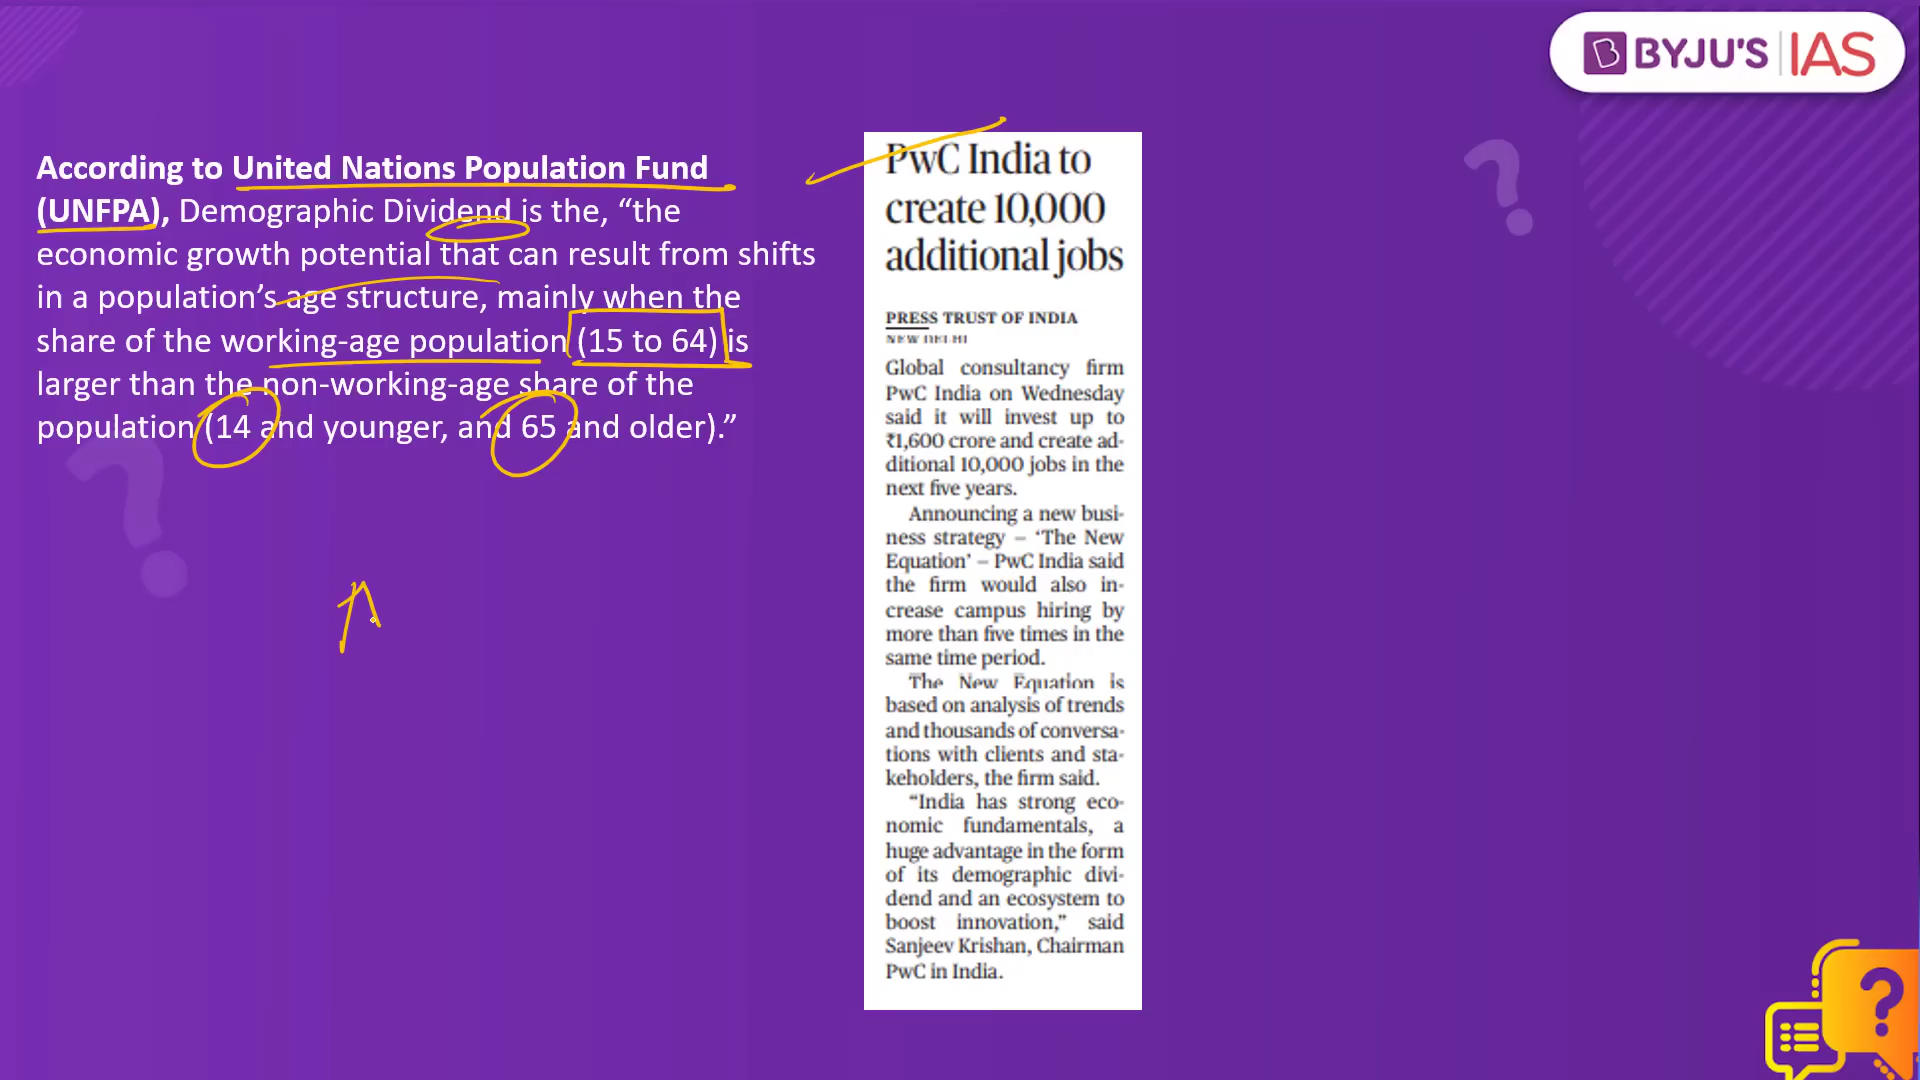 BYJU'S IAS
According to United Nations Population Fund
(UNFPA), Demographic Dividend is the, “the
economic growth potential that can result from shifts
in a population’s age structure, mainly when the
share of the working-age population (15 to 64) is
larger than the non-working-age share of the
population (14 and younger, and 65 and older).”
PwC India to
create 10,000
additional jobs
PRESS TRUST OF INDIA
NEW DELHI
Global consultancy firm
PwC India on Wednesday
said it will invest up to
₹1,600 crore and create ad-
ditional 10,000 jobs in the
next five years.
Announcing a new busi-
ness strategy – ‘The New
Equation’ – PwC India said
the firm would also in-
crease campus hiring by
more than five times in the
same time period.
The New Equation is
based on analysis of trends
and thousands of conversa-
tions with clients and sta-
keholders, the firm said.
“India has strong eco-
nomic fundamentals, a
huge advantage in the form
of its demographic divi-
dend and an ecosystem to
boost innovation,” said
Sanjeev Krishan, Chairman
PwC in India.